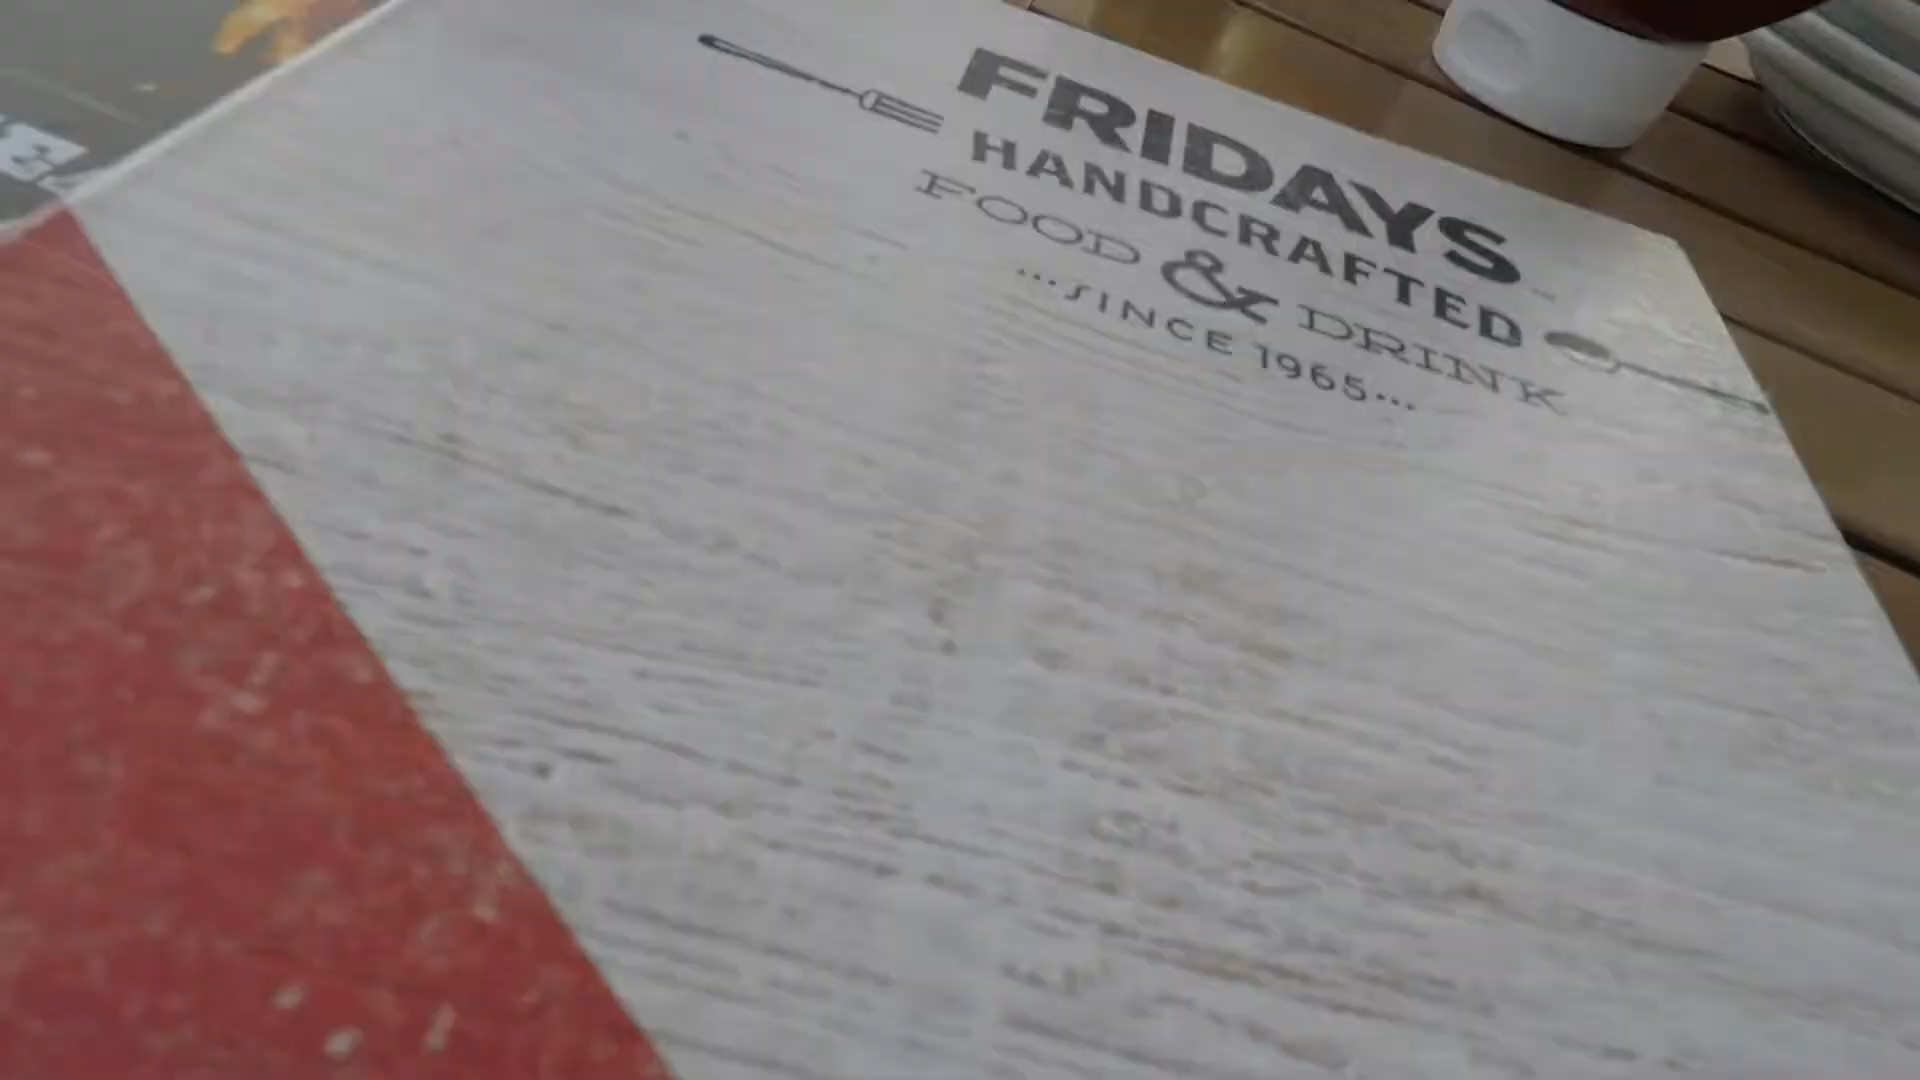 FRIDAYS
HANDCRAFTED
FOOD & DRINK
...SINCE 1965...